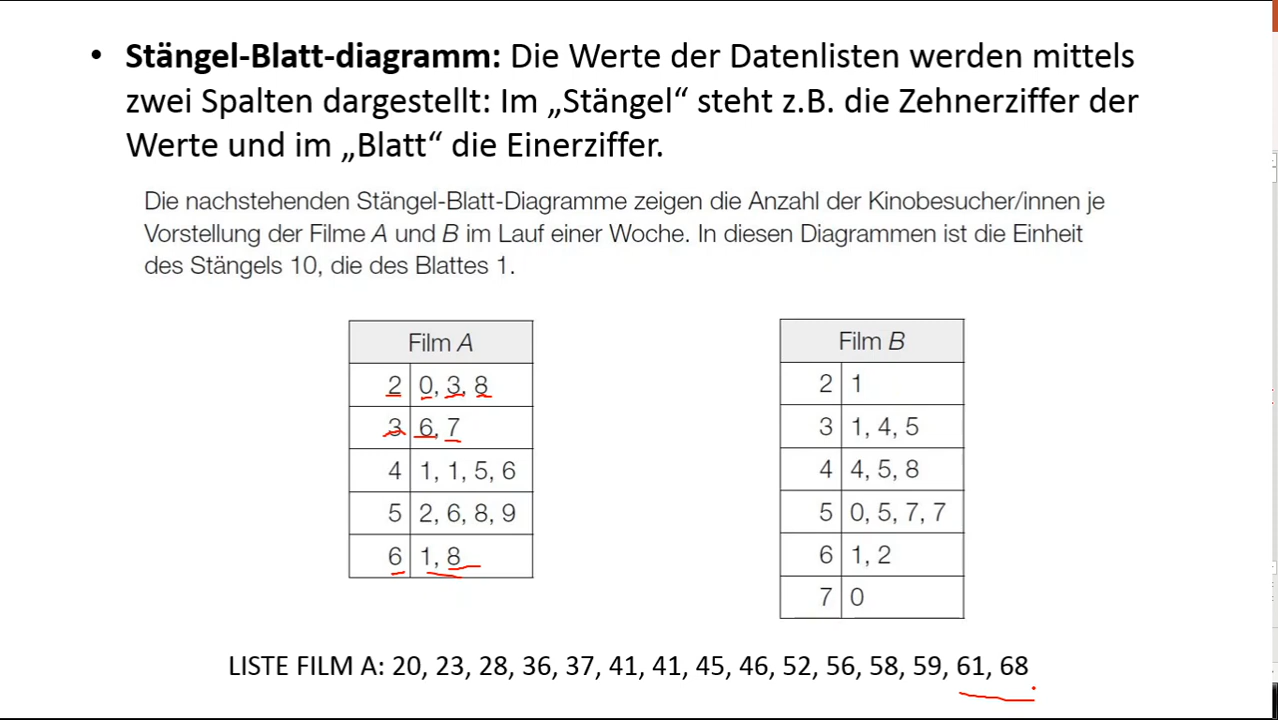 • Stängel-Blatt-diagramm: Die Werte der Datenlisten werden mittels
zwei Spalten dargestellt: Im „Stängel“ steht z.B. die Zehnerziffer der
Werte und im „Blatt“ die Einerziffer.
Die nachstehenden Stängel-Blatt-Diagramme zeigen die Anzahl der Kinobesucher/innen je
Vorstellung der Filme A und B im Lauf einer Woche. In diesen Diagrammen ist die Einheit
des Stängels 10, die des Blattes 1.
Film A
2 0, 3, 8
3 6, 7
4 1, 1, 5, 6
5 2, 6, 8, 9
6 1, 8
Film B
2 1
3 1, 4, 5
4 4, 5, 8
5 0, 5, 7, 7
6 1, 2
7 0
LISTE FILM A: 20, 23, 28, 36, 37, 41, 41, 45, 46, 52, 56, 58, 59, 61, 68